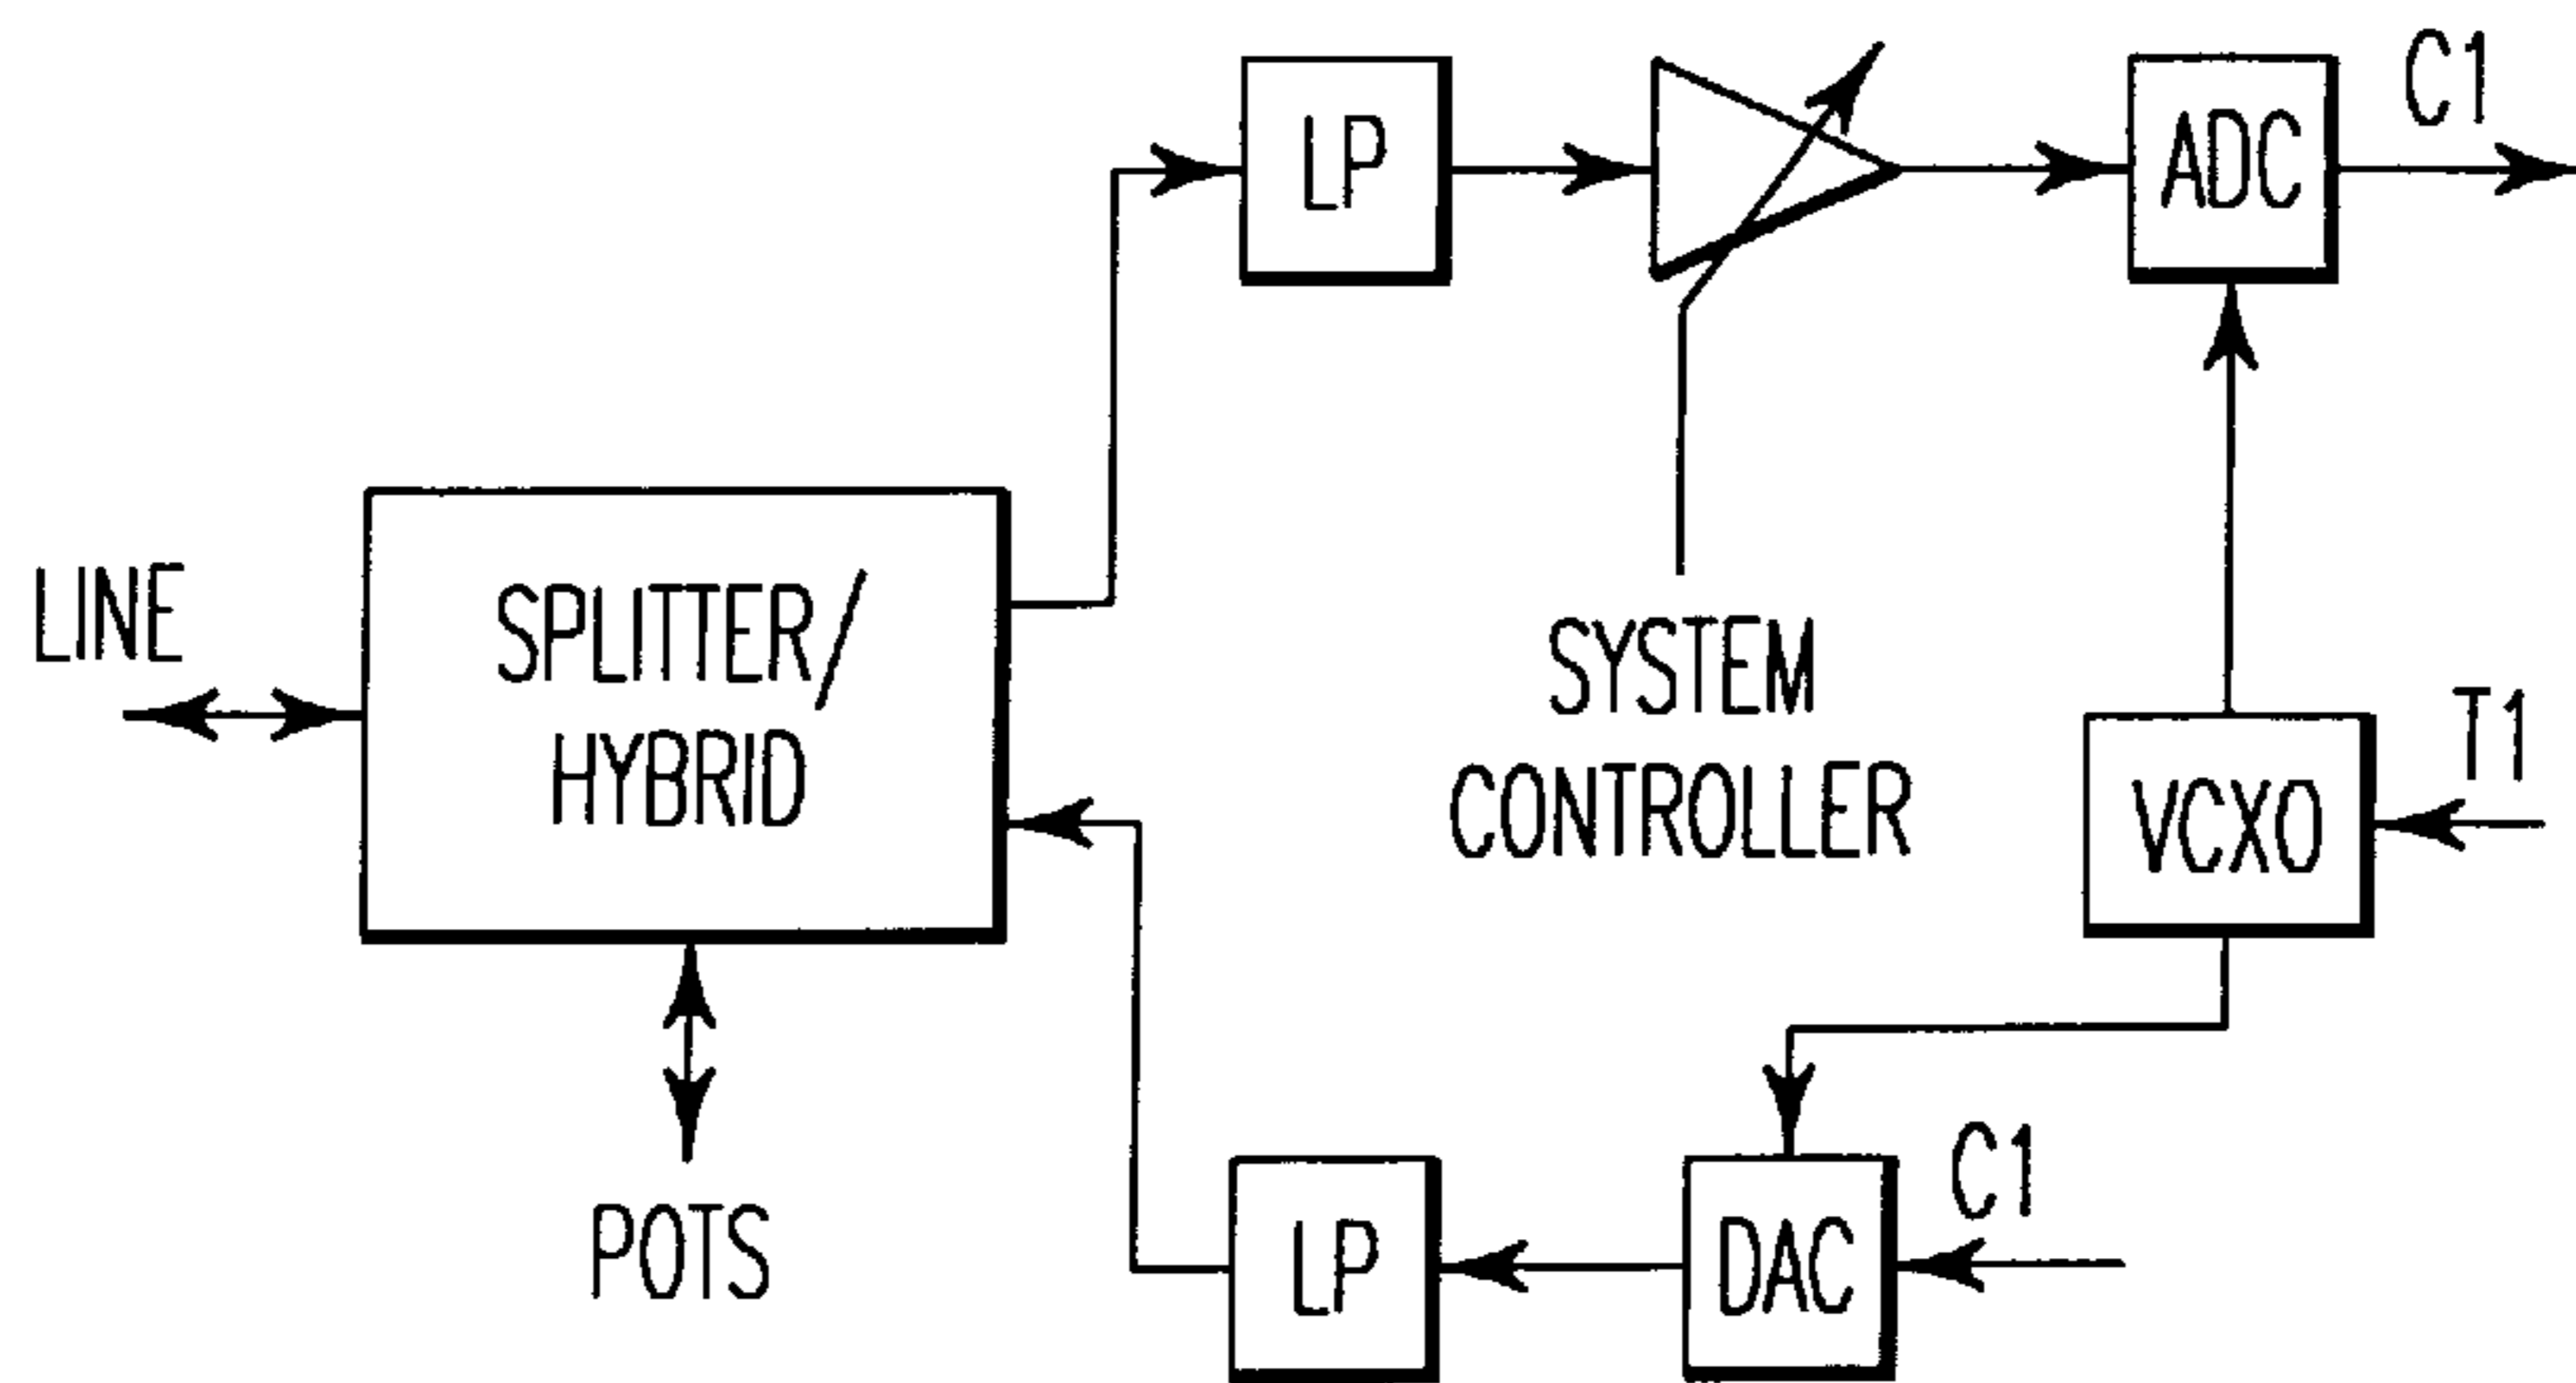 LP
ADC
C1
LINE
SPLITTER/
HYBRID
SYSTEM
CONTROLLER
T1
VCXO
POTS
LP
DAC
C1